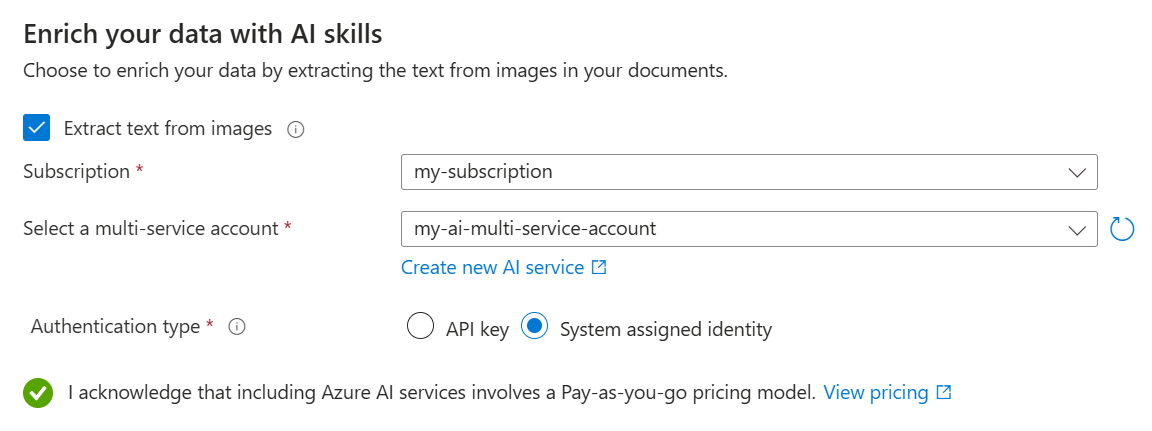 Enrich your data with AI skills
Choose to enrich your data by extracting the text from images in your documents.
Extract text from images
Subscription *
my-subscription
Select a multi-service account *
my-ai-multi-service-account
Create new AI service
Authentication type *
API key
System assigned identity
I acknowledge that including Azure AI services involves a Pay-as-you-go pricing model. View pricing